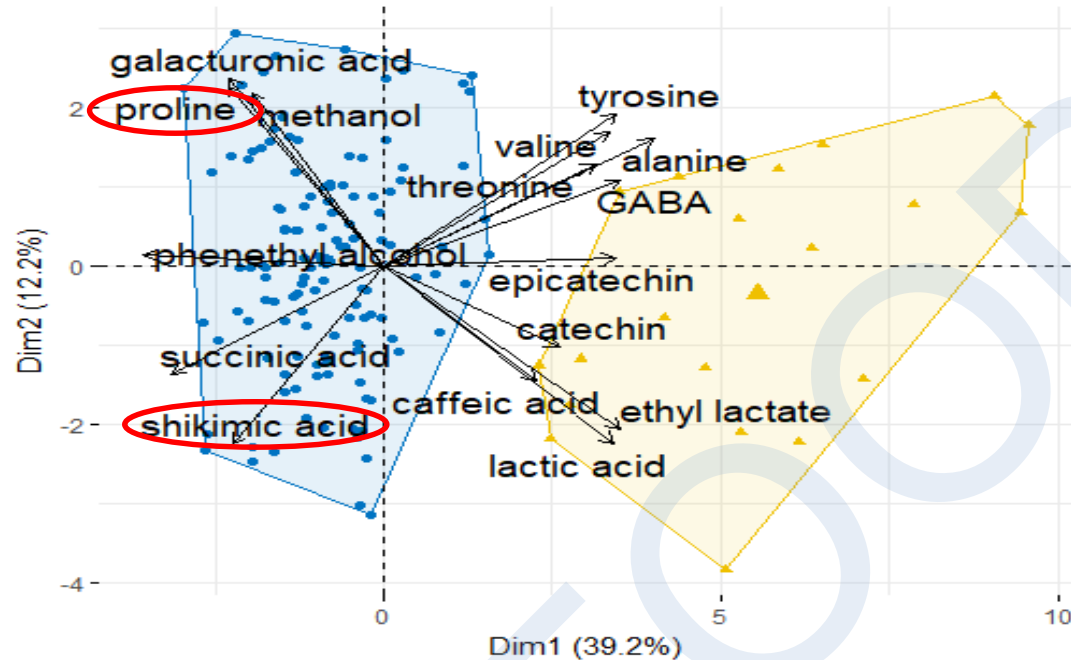 galacturonic acid
proline
methanol
tyrosine
valine
alanine
threonine
GABA
phenethyl alcohol
epicatechin
catechin
succinic acid
caffeic acid
ethyl lactate
shikimic acid
lactic acid
2
0
-2
-4
Dim2 (12.2%)
0
5
10
Dim1 (39.2%)